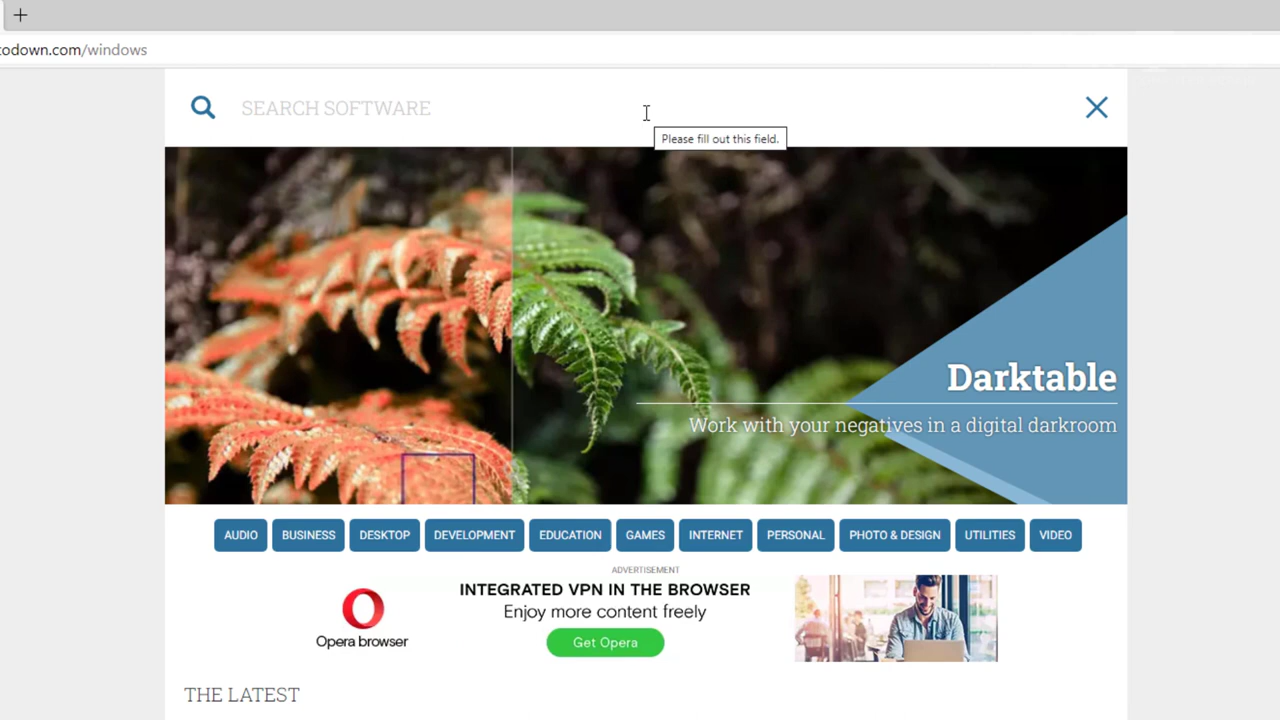 todown.com/windows
SEARCH SOFTWARE
Please fill out this field.
Darktable
Work with your negatives in a digital darkroom
AUDIO BUSINESS DESKTOP DEVELOPMENT EDUCATION GAMES INTERNET PERSONAL PHOTO & DESIGN UTILITIES VIDEO
ADVERTISEMENT
INTEGRATED VPN IN THE BROWSER
Enjoy more content freely
Opera browser
Get Opera
THE LATEST